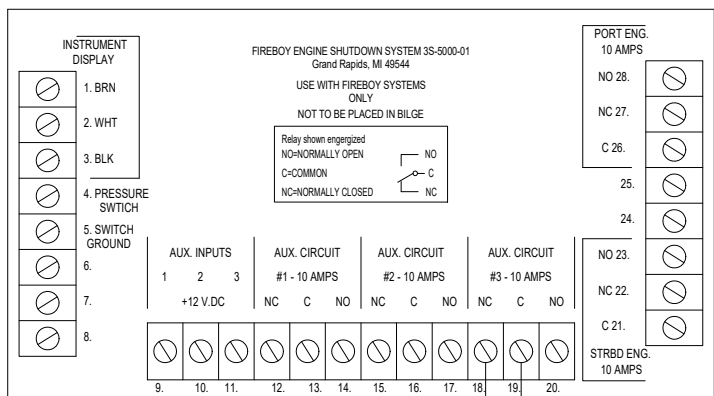 INSTRUMENT
DISPLAY
1. BRN
2. WHT
3. BLK
4. PRESSURE
SWTICH
5. SWITCH
GROUND
6.
7.
8.
FIREBOY ENGINE SHUTDOWN SYSTEM 3S-5000-01
Grand Rapids, MI 49544
USE WITH FIREBOY SYSTEMS
ONLY
NOT TO BE PLACED IN BILGE
Relay shown engergized
NO=NORMALLY OPEN NO
C=COMMON C
NC=NORMALLY CLOSED NC
PORT ENG.
10 AMPS
NO 28.
NC 27.
C 26.
25.
24.
NO 23.
NC 22.
C 21.
STRBD ENG.
10 AMPS
AUX. INPUTS AUX. CIRCUIT AUX. CIRCUIT AUX. CIRCUIT
1 2 3 #1 - 10 AMPS #2 - 10 AMPS #3 - 10 AMPS
+12 V.DC NC C NO NC C NO NC C NO
9. 10. 11. 12. 13. 14. 15. 16. 17. 18. 19. 20.